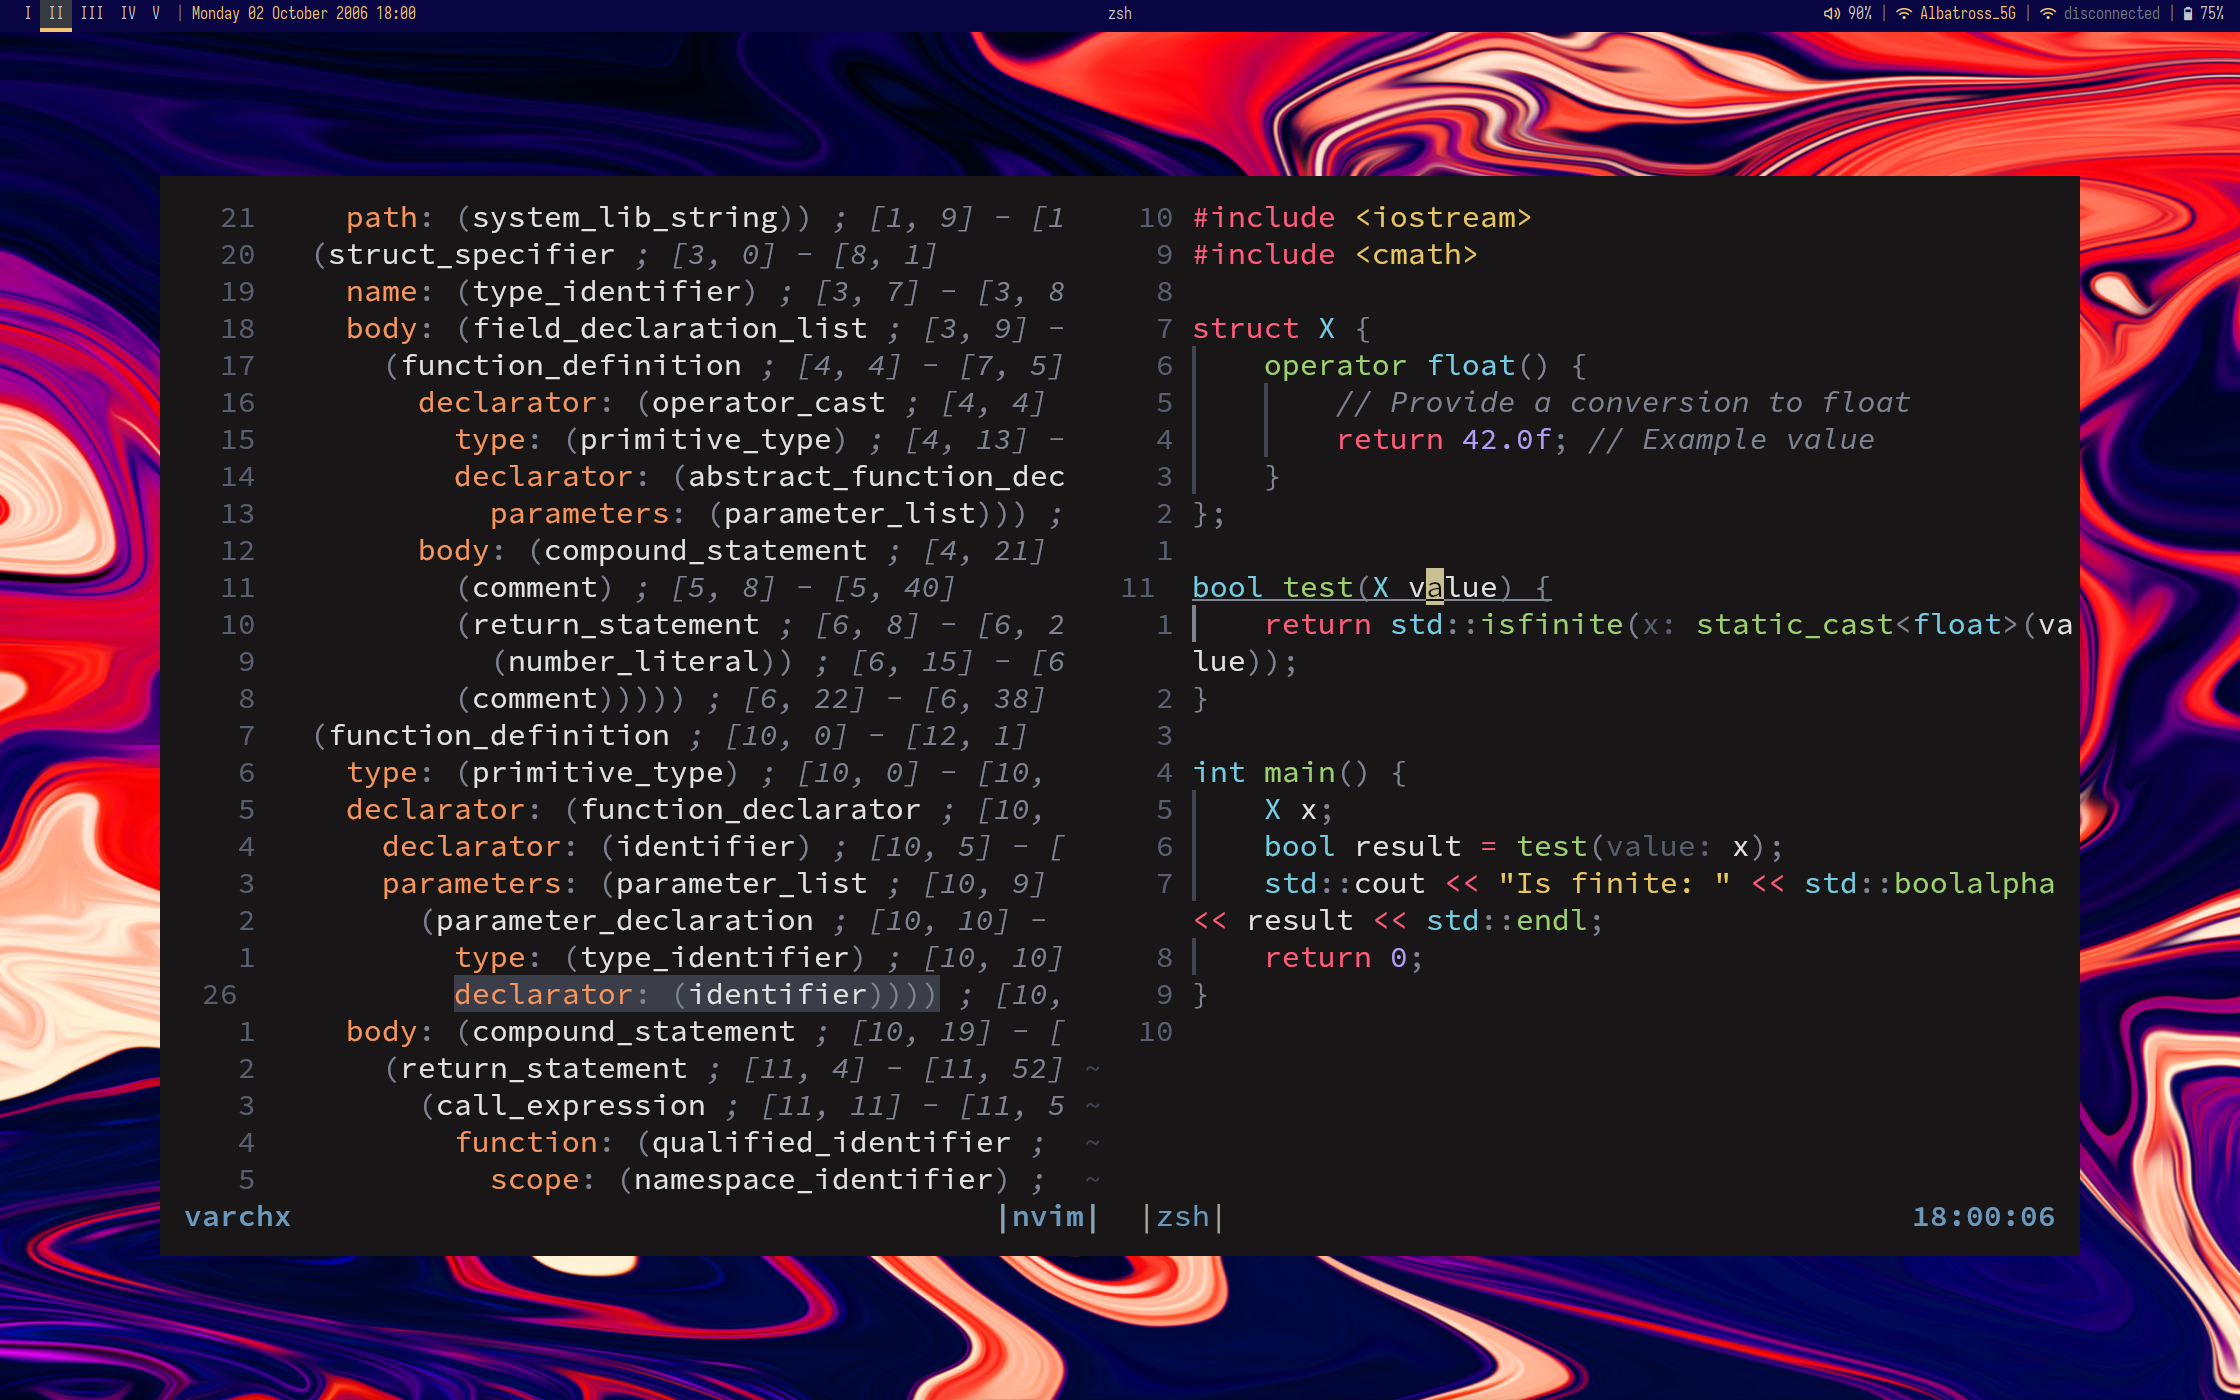 I II III IV V | Monday 02 October 2006 18:00 zsh 90% | Albatross_5G | disconnected | 75%
21 path: (system_lib_string)) ; [1, 9] - [1
20 (struct_specifier ; [3, 0] - [8, 1]
19 name: (type_identifier) ; [3, 7] - [3, 8
18 body: (field_declaration_list ; [3, 9] -
17 (function_definition ; [4, 4] - [7, 5]
16 declarator: (operator_cast ; [4, 4]
15 type: (primitive_type) ; [4, 13] -
14 declarator: (abstract_function_dec
13 parameters: (parameter_list))) ;
12 body: (compound_statement ; [4, 21]
11 (comment) ; [5, 8] - [5, 40]
10 (return_statement ; [6, 8] - [6, 2
9 (number_literal)) ; [6, 15] - [6
8 (comment))))) ; [6, 22] - [6, 38]
7 (function_definition ; [10, 0] - [12, 1]
6 type: (primitive_type) ; [10, 0] - [10,
5 declarator: (function_declarator ; [10,
4 declarator: (identifier) ; [10, 5] - [
3 parameters: (parameter_list ; [10, 9]
2 (parameter_declaration ; [10, 10] -
1 type: (type_identifier) ; [10, 10]
26 declarator: (identifier)))) ; [10,
1 body: (compound_statement ; [10, 19] - [
2 (return_statement ; [11, 4] - [11, 52]
3 (call_expression ; [11, 11] - [11, 5
4 function: (qualified_identifier ;
5 scope: (namespace_identifier) ;
10 #include <iostream>
9 #include <cmath>
8
7 struct X {
6 operator float() {
5 // Provide a conversion to float
4 return 42.0f; // Example value
3 }
2 };
1
11 bool test(X value) {
1 return std::isfinite(x: static_cast<float>(va
lue));
2 }
3
4 int main() {
5 X x;
6 bool result = test(value: x);
7 std::cout << "Is finite: " << std::boolalpha
<< result << std::endl;
8 return 0;
9 }
10
~
~
~
~
varchx |nvim| |zsh| 18:00:06